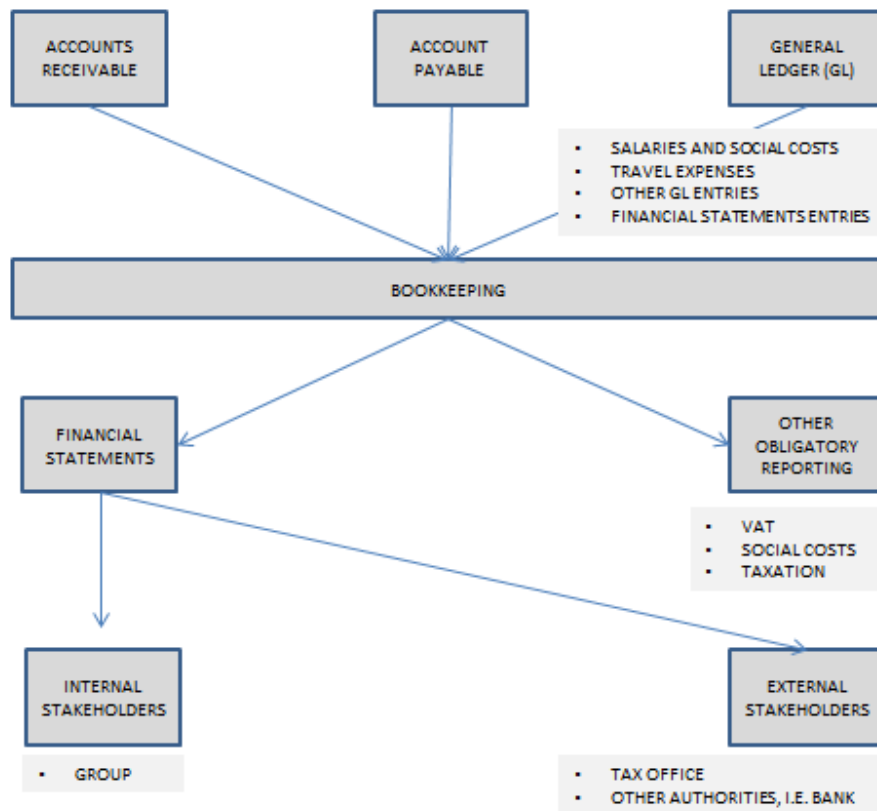 ACCOUNTS
RECEIVABLE
ACCOUNT
PAYABLE
GENERAL
LEDGER (GL)
▪ SALARIES AND SOCIAL COSTS
▪ TRAVEL EXPENSES
▪ OTHER GL ENTRIES
▪ FINANCIAL STATEMENTS ENTRIES
BOOKKEEPING
FINANCIAL
STATEMENTS
OTHER
OBLIGATORY
REPORTING
▪ VAT
▪ SOCIAL COSTS
▪ TAXATION
INTERNAL
STAKEHOLDERS
EXTERNAL
STAKEHOLDERS
▪ GROUP
▪ TAX OFFICE
▪ OTHER AUTHORITIES, I.E. BANK